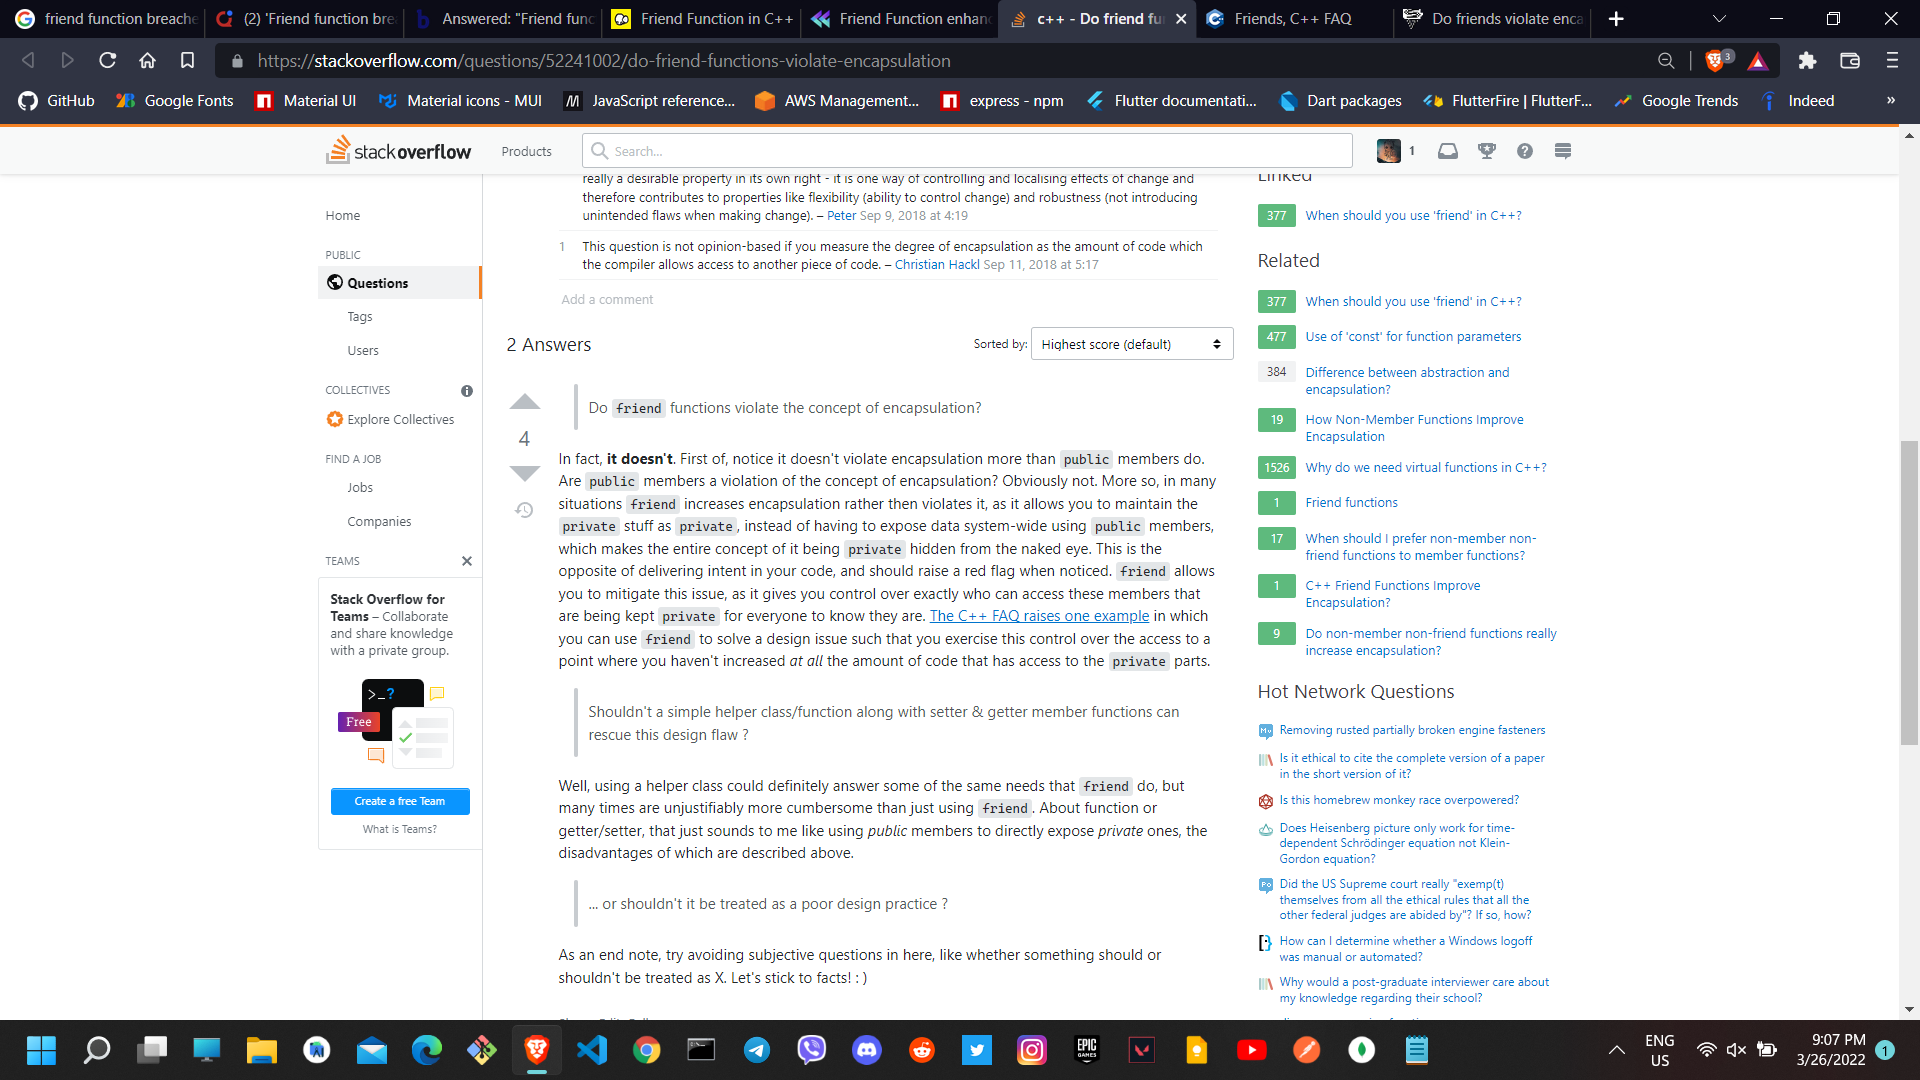 friend function breache
(2) 'Friend function brea
Answered: "Friend func
Friend Function in C++
Friend Function enhanc
c++ - Do friend fu
Friends, C++ FAQ
Do friends violate enca
https://stackoverflow.com/questions/52241002/do-friend-functions-violate-encapsulation
3
GitHub
Google Fonts
Material UI
Material icons - MUI
JavaScript reference...
AWS Management...
express - npm
Flutter documentati...
Dart packages
FlutterFire | FlutterF...
Google Trends
Indeed
»
stackoverflow
Products
Search...
1
Home
PUBLIC
Questions
Tags
Users
COLLECTIVES
Explore Collectives
FIND A JOB
Jobs
Companies
TEAMS
Stack Overflow for
Teams – Collaborate
and share knowledge
with a private group.
>_?
Free
Create a free Team
What is Teams?
really a desirable property in its own right - it is one way of controlling and localising effects of change and
therefore contributes to properties like flexibility (ability to control change) and robustness (not introducing
unintended flaws when making change). – Peter Sep 9, 2018 at 4:19
1 This question is not opinion-based if you measure the degree of encapsulation as the amount of code which
the compiler allows access to another piece of code. – Christian Hackl Sep 11, 2018 at 5:17
Add a comment
2 Answers
Sorted by: Highest score (default)
4
Do friend functions violate the concept of encapsulation?
In fact, it doesn't. First of, notice it doesn't violate encapsulation more than public members do.
Are public members a violation of the concept of encapsulation? Obviously not. More so, in many
situations friend increases encapsulation rather then violates it, as it allows you to maintain the
private stuff as private, instead of having to expose data system-wide using public members,
which makes the entire concept of it being private hidden from the naked eye. This is the
opposite of delivering intent in your code, and should raise a red flag when noticed. friend allows
you to mitigate this issue, as it gives you control over exactly who can access these members that
are being kept private for everyone to know they are. The C++ FAQ raises one example in which
you can use friend to solve a design issue such that you exercise this control over the access to a
point where you haven't increased at all the amount of code that has access to the private parts.
Shouldn't a simple helper class/function along with setter & getter member functions can
rescue this design flaw ?
Well, using a helper class could definitely answer some of the same needs that friend do, but
many times are unjustifiably more cumbersome than just using friend. About function or
getter/setter, that just sounds to me like using public members to directly expose private ones, the
disadvantages of which are described above.
... or shouldn't it be treated as a poor design practice ?
As an end note, try avoiding subjective questions in here, like whether something should or
shouldn't be treated as X. Let's stick to facts! : )
Linked
377 When should you use 'friend' in C++?
Related
377 When should you use 'friend' in C++?
477 Use of 'const' for function parameters
384 Difference between abstraction and
encapsulation?
19 How Non-Member Functions Improve
Encapsulation
1526 Why do we need virtual functions in C++?
1 Friend functions
17 When should I prefer non-member non-
friend functions to member functions?
1 C++ Friend Functions Improve
Encapsulation?
9 Do non-member non-friend functions really
increase encapsulation?
Hot Network Questions
Removing rusted partially broken engine fasteners
Is it ethical to cite the complete version of a paper
in the short version of it?
Is this homebrew monkey race overpowered?
Does Heisenberg picture only work for time-
dependent Schrödinger equation not Klein-
Gordon equation?
Did the US Supreme court really "exemp(t)
themselves from all the ethical rules that all the
other federal judges are abided by"? If so, how?
How can I determine whether a Windows logoff
was manual or automated?
Why would a post-graduate interviewer care about
my knowledge regarding their school?
EPIC
GAMES
ENG
US
9:07 PM
3/26/2022
1